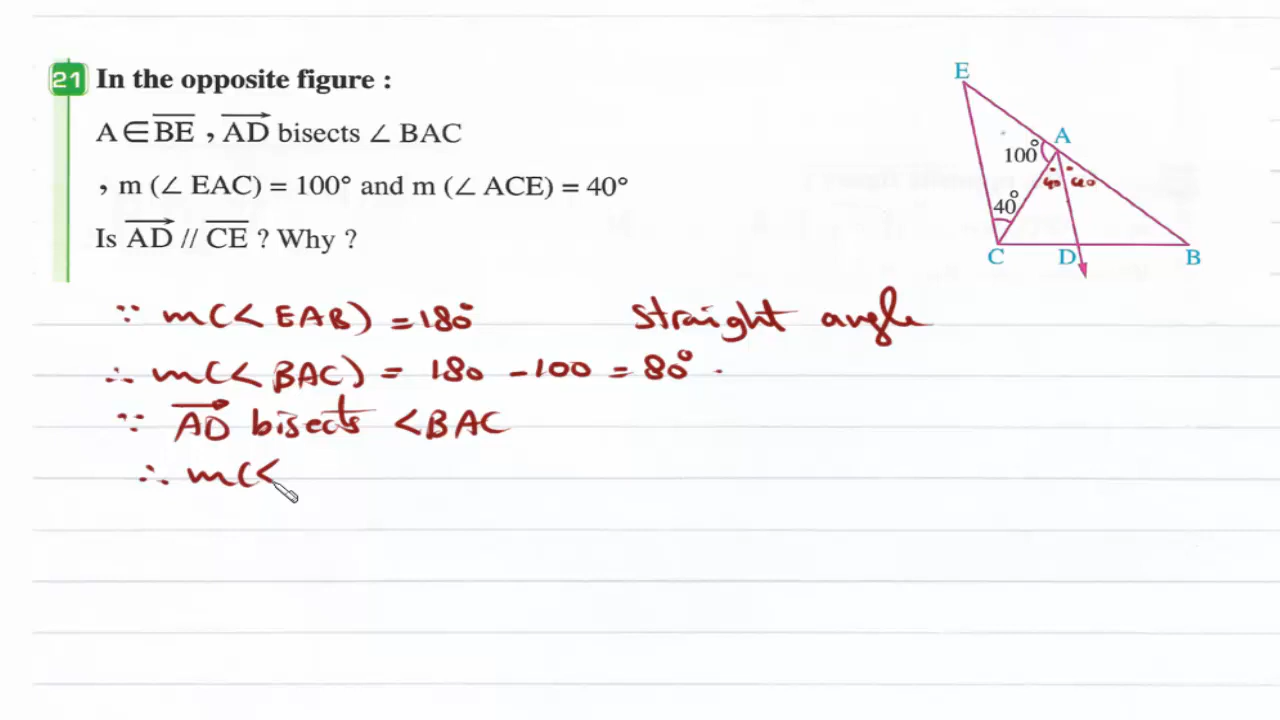 21 In the opposite figure :
A ∈ BE , AD bisects ∠ BAC
, m (∠ EAC) = 100° and m (∠ ACE) = 40°
Is AD // CE ? Why ?
E
A
100°
40 40
40°
C D B
∵ m(< EAB) = 180° straight angle
∴ m(< BAC) = 180 - 100 = 80° .
∵ AD bisects < BAC
∴ m(<